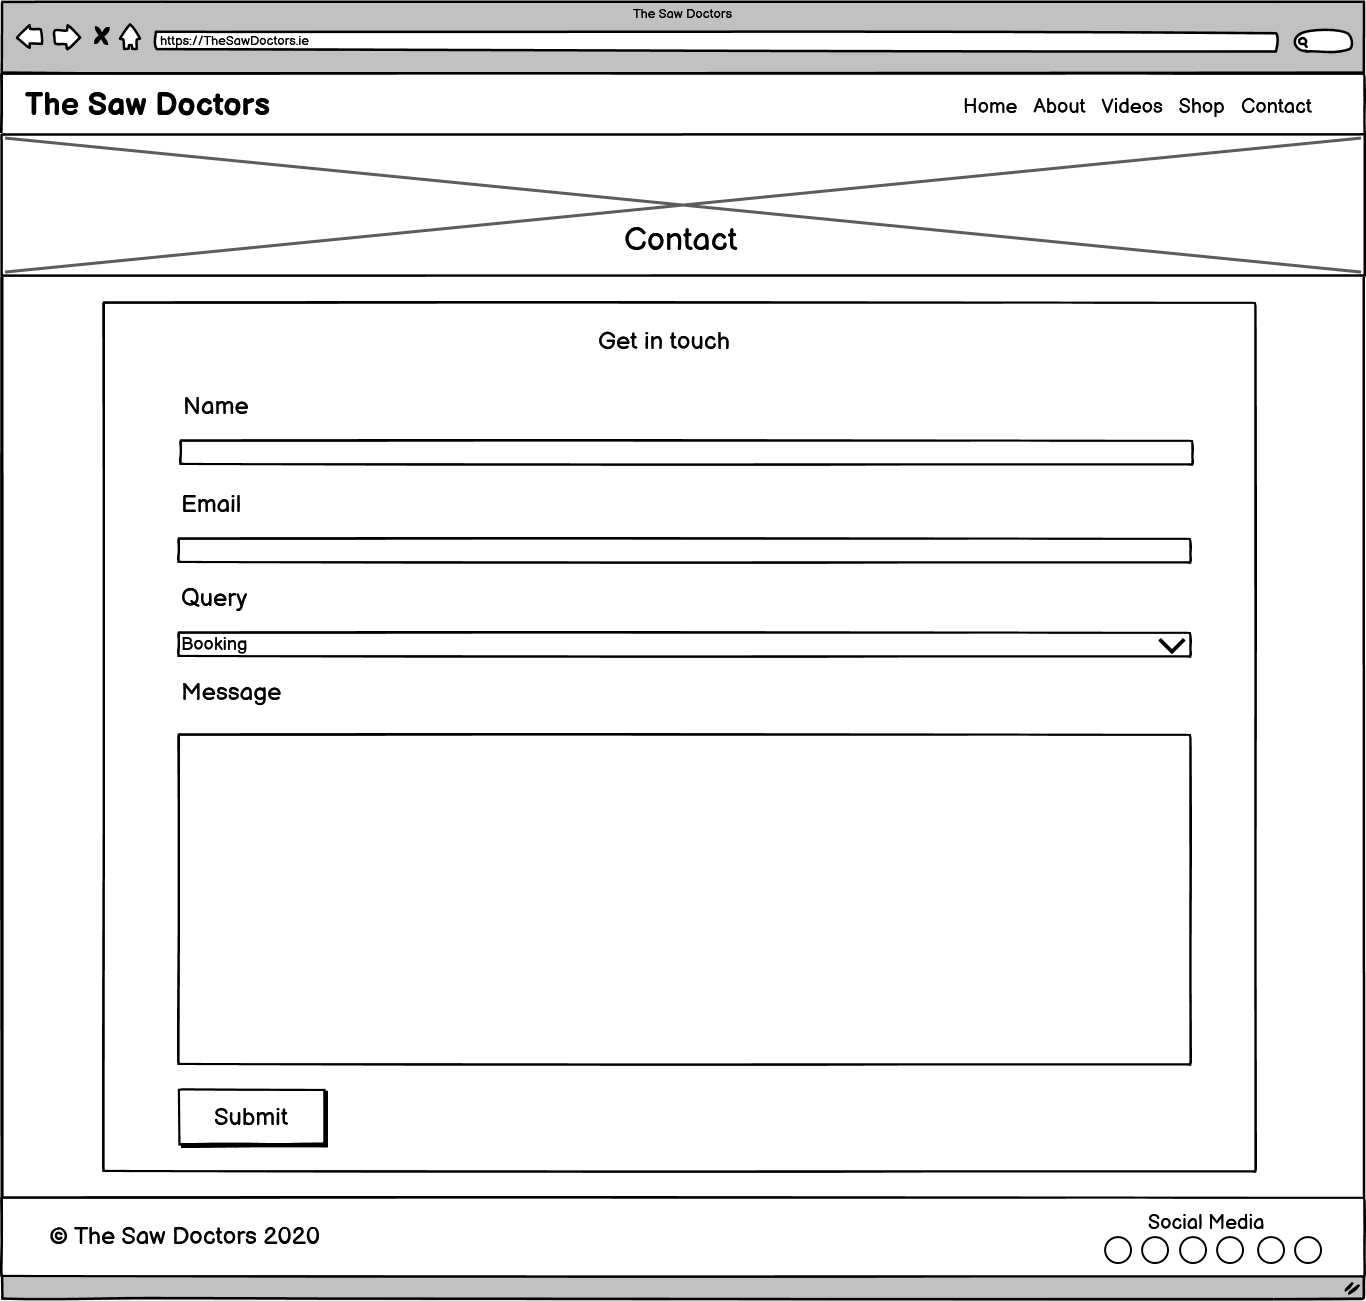 The Saw Doctors
https://TheSawDoctors.ie
The Saw Doctors
Home About Videos Shop Contact
Contact
Get in touch
Name
Email
Query
Booking
Message
Submit
© The Saw Doctors 2020
Social Media